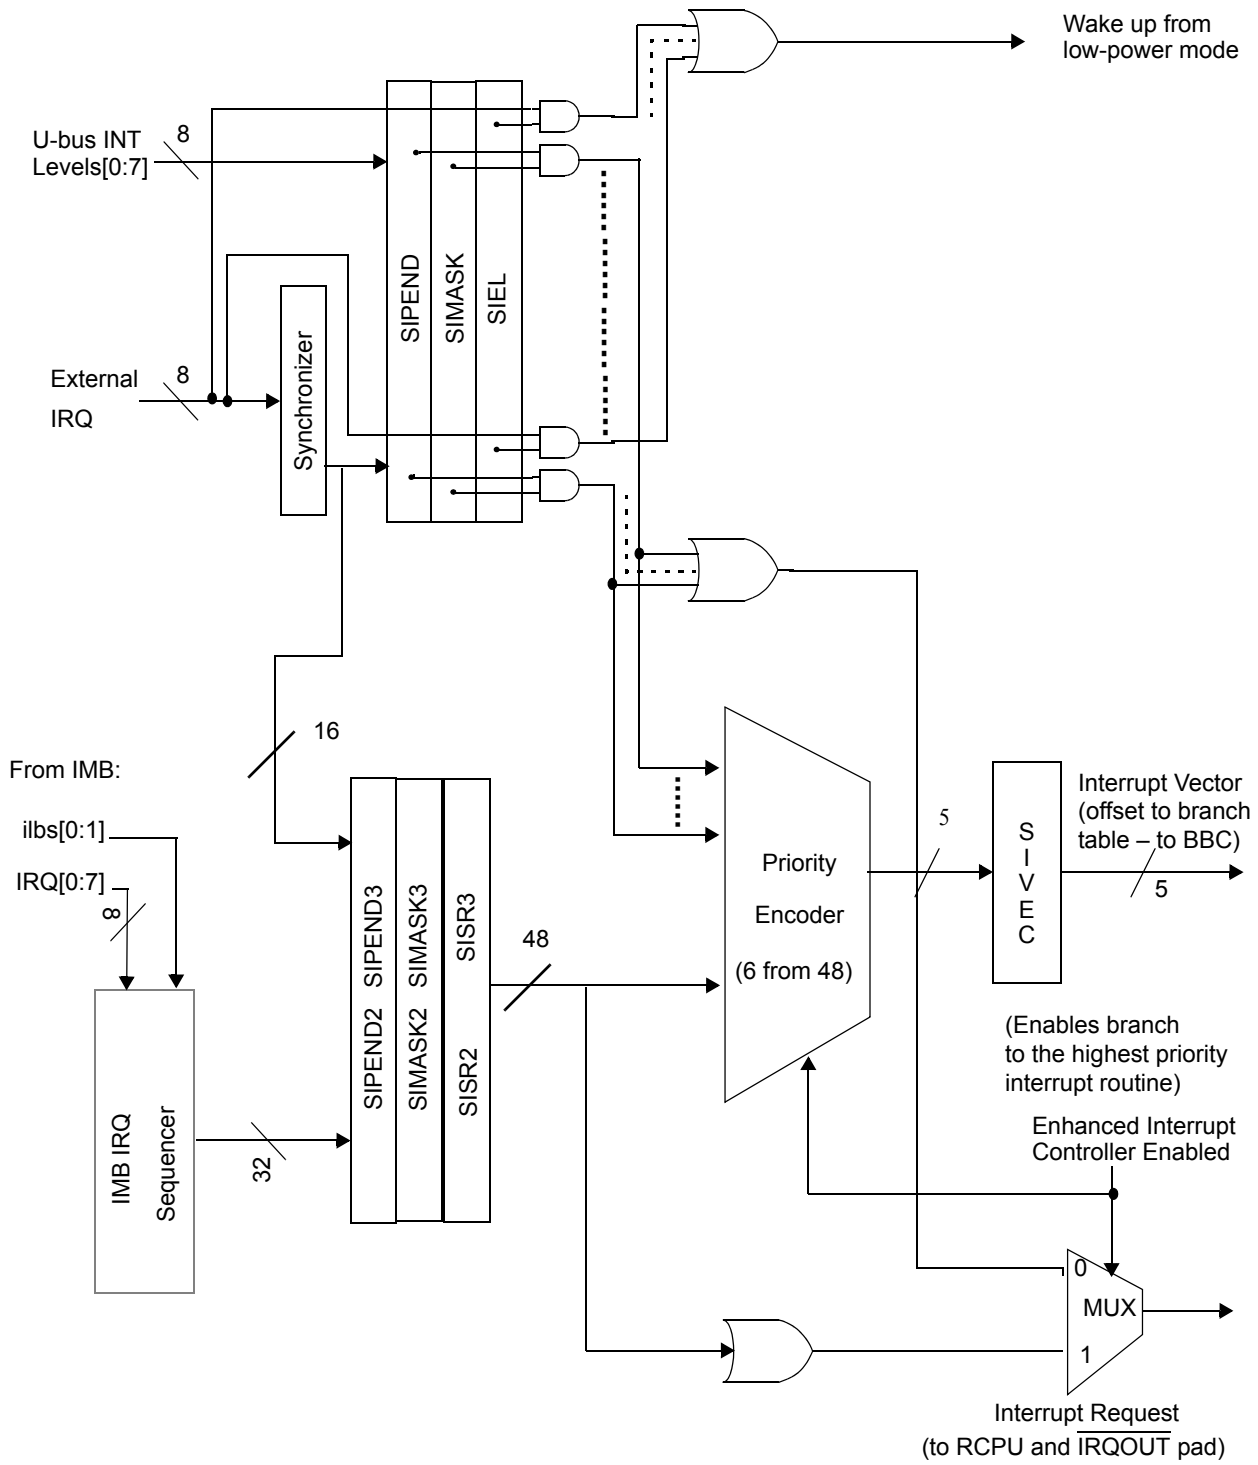 Wake up from
low-power mode
U-bus INT
Levels[0:7]
8
SIPEND
SIMASK
SIEL
External
IRQ
8
Synchronizer
16
From IMB:
ilbs[0:1]
IRQ[0:7]
8
IMB IRQ
Sequencer
32
SIPEND2 SIPEND3
SIMASK2 SIMASK3
SISR2 SISR3
48
Priority
Encoder
(6 from 48)
5
SIVEC
Interrupt Vector
(offset to branch
table – to BBC)
5
(Enables branch
to the highest priority
interrupt routine)
Enhanced Interrupt
Controller Enabled
0
MUX
1
Interrupt Request
(to RCPU and IRQOUT pad)